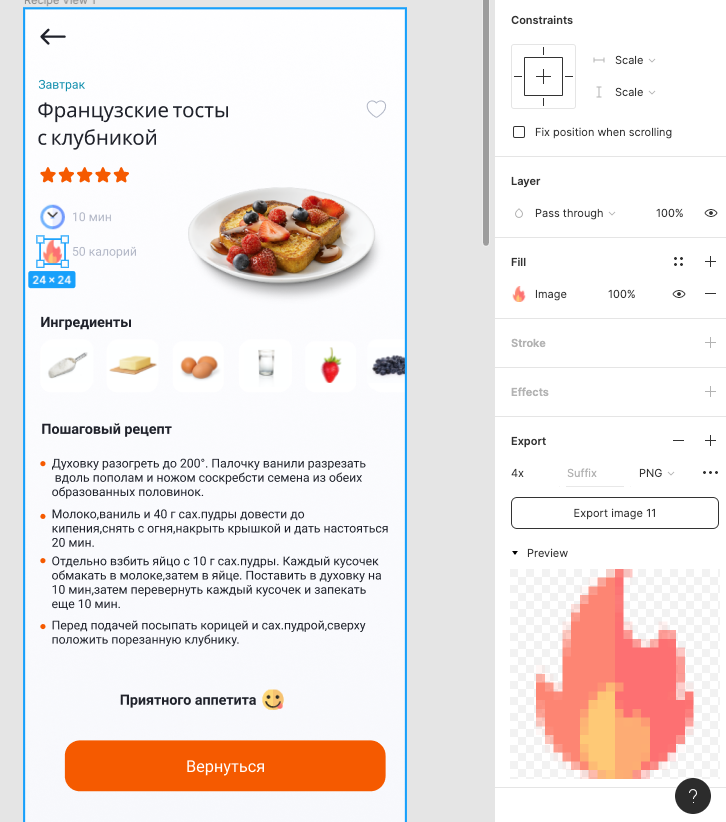 Recipe View 1
Завтрак
Французские тосты
с клубникой
10 мин
50 калорий
24 × 24
Ингредиенты
Пошаговый рецепт
Духовку разогреть до 200°. Палочку ванили разрезать
вдоль пополам и ножом соскребсти семена из обеих
образованных половинок.
Молоко,ваниль и 40 г сах.пудры довести до
кипения,снять с огня,накрыть крышкой и дать настояться
20 мин.
Отдельно взбить яйцо с 10 г сах.пудры. Каждый кусочек
обмакать в молоке,затем в яйце. Поставить в духовку на
10 мин,затем перевернуть каждый кусочек и запекать
еще 10 мин.
Перед подачей посыпать корицей и сах.пудрой,сверху
положить порезанную клубнику.
Приятного аппетита
Вернуться
Constraints
Scale
Scale
Fix position when scrolling
Layer
Pass through 100%
Fill
Image 100%
Stroke
Effects
Export
4x Suffix PNG
Export image 11
Preview
?